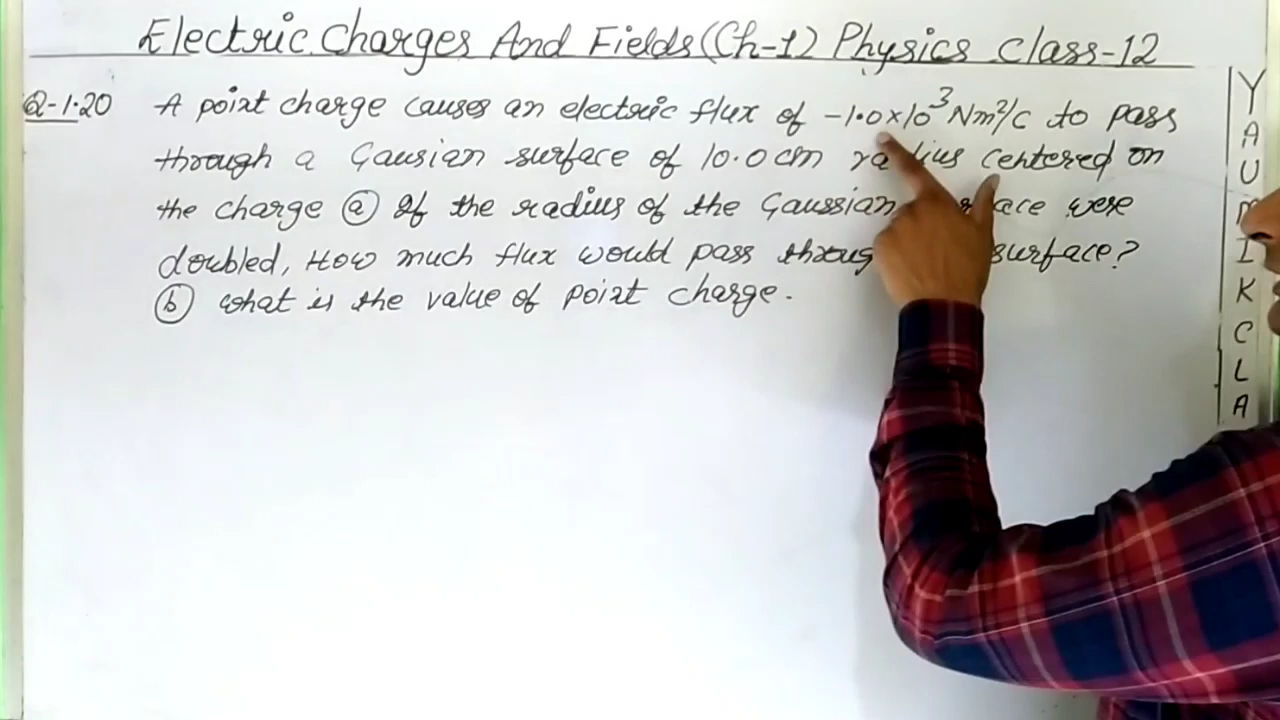 Electric Charges And Fields (Ch-1) Physics Class-12
Q-1.20 A point charge causes an electric flux of -1.0×10³ Nm²/C to pass
through a Gausian surface of 10.0 cm radius centered on
the charge (a) If the radius of the Gaussian were
doubled, How much flux would pass surface?
(b) What is the value of point charge.
Y
A
U
I
K
C
L
A